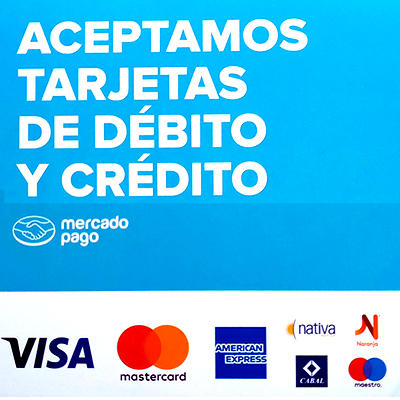 ACEPTAMOS
TARJETAS
DE DÉBITO
Y CRÉDITO
mercado
pago
VISA
mastercard
AMERICAN
EXPRESS
nativa
Naranja
CABAL
maestro.